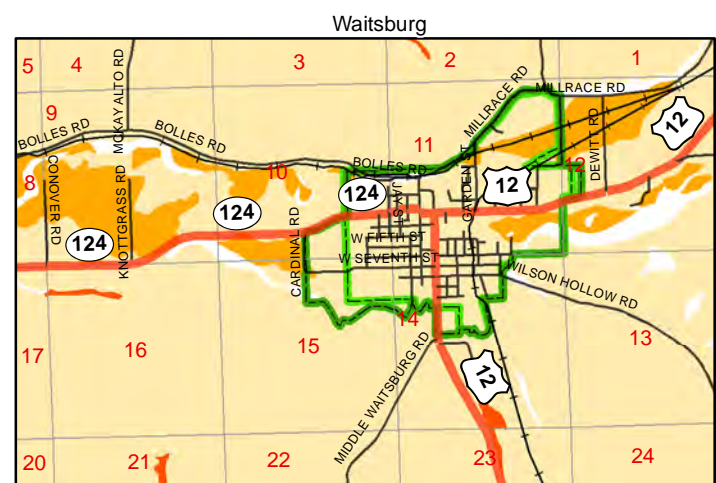 Waitsburg
5
4
3
2
1
MCKAY ALTO RD
MILLRACE RD
MILLRACE RD
9
BOLLES RD
BOLLES RD
11
12
DEWITT RD
8
CONOVER RD
KNOTTGRASS RD
10
BOLLES RD
JAY ST
GARDEN ST
12
12
124
124
124
CARDINAL RD
W FIFTH ST
W SEVENTH ST
WILSON HOLLOW RD
17
16
15
14
13
MIDDLE WAITSBURG RD
12
20
21
22
23
24